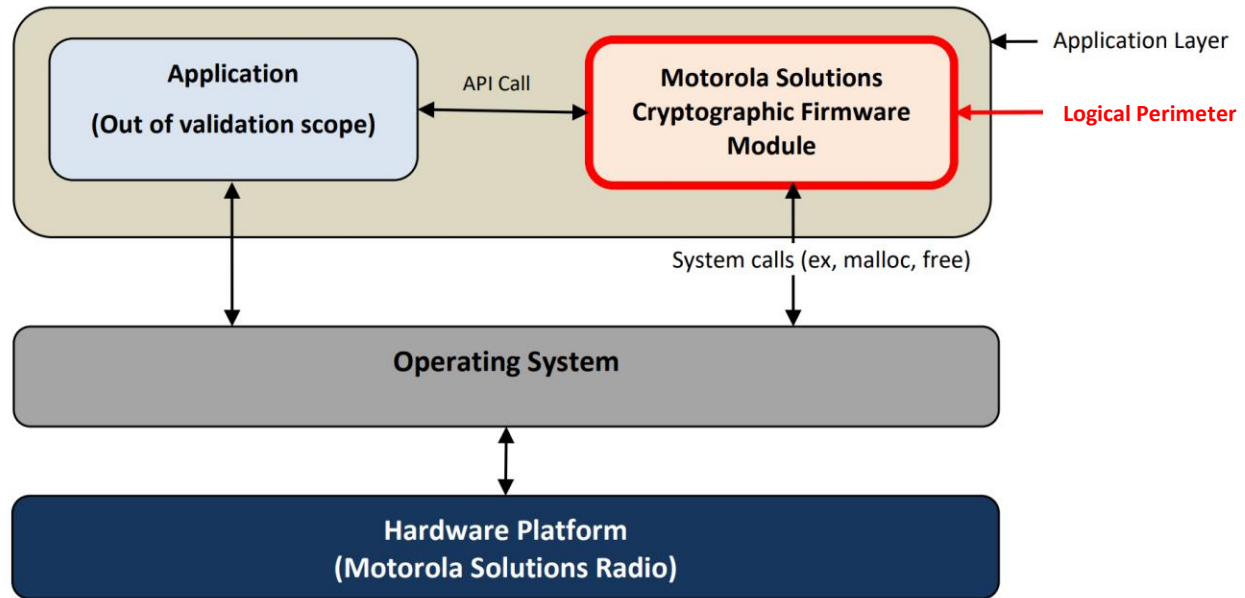 Application
(Out of validation scope)
API Call
Motorola Solutions
Cryptographic Firmware
Module
Application Layer
Logical Perimeter
System calls (ex, malloc, free)
Operating System
Hardware Platform
(Motorola Solutions Radio)